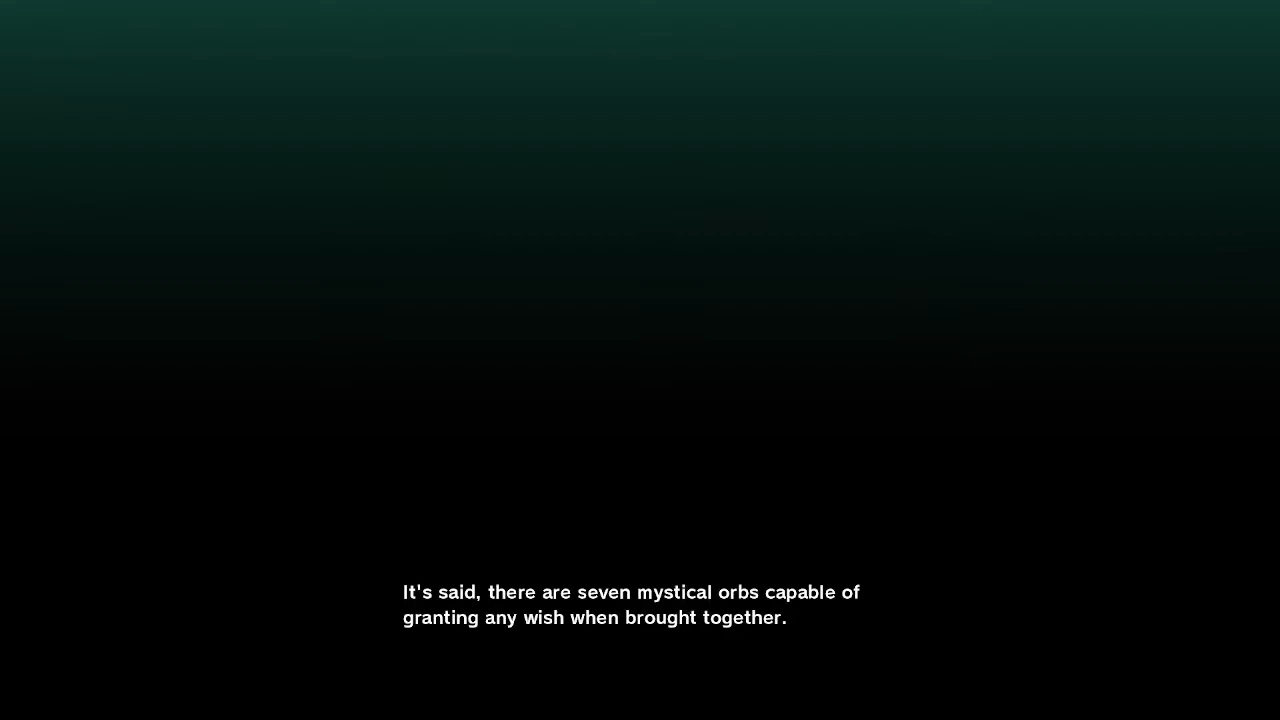 It's said, there are seven mystical orbs capable of
granting any wish when brought together.